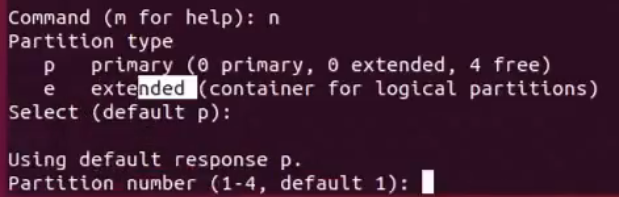 Command (m for help): n
Partition type
   p   primary (0 primary, 0 extended, 4 free)
   e   extended (container for logical partitions)
Select (default p):

Using default response p.
Partition number (1-4, default 1):